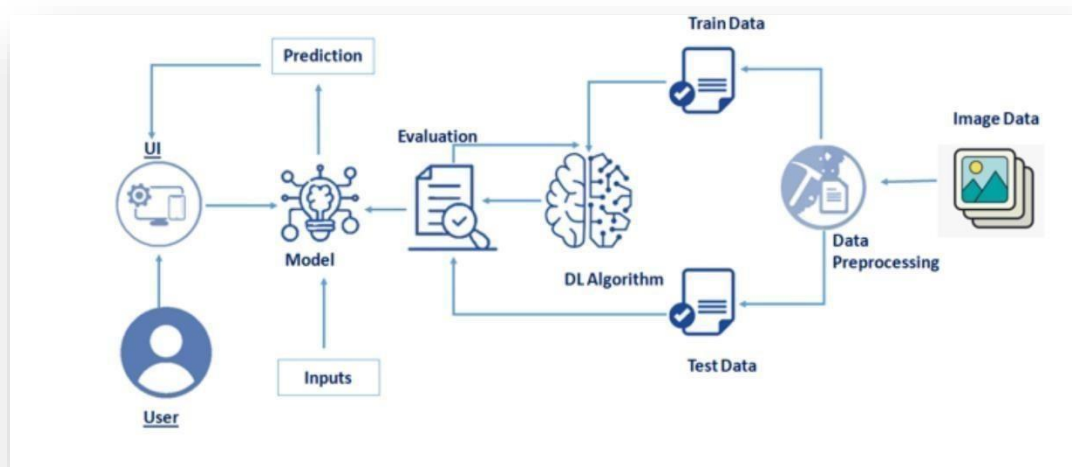 Train Data
Prediction
Image Data
Evaluation
UI
Model
Data
Preprocessing
DL Algorithm
Test Data
Inputs
User